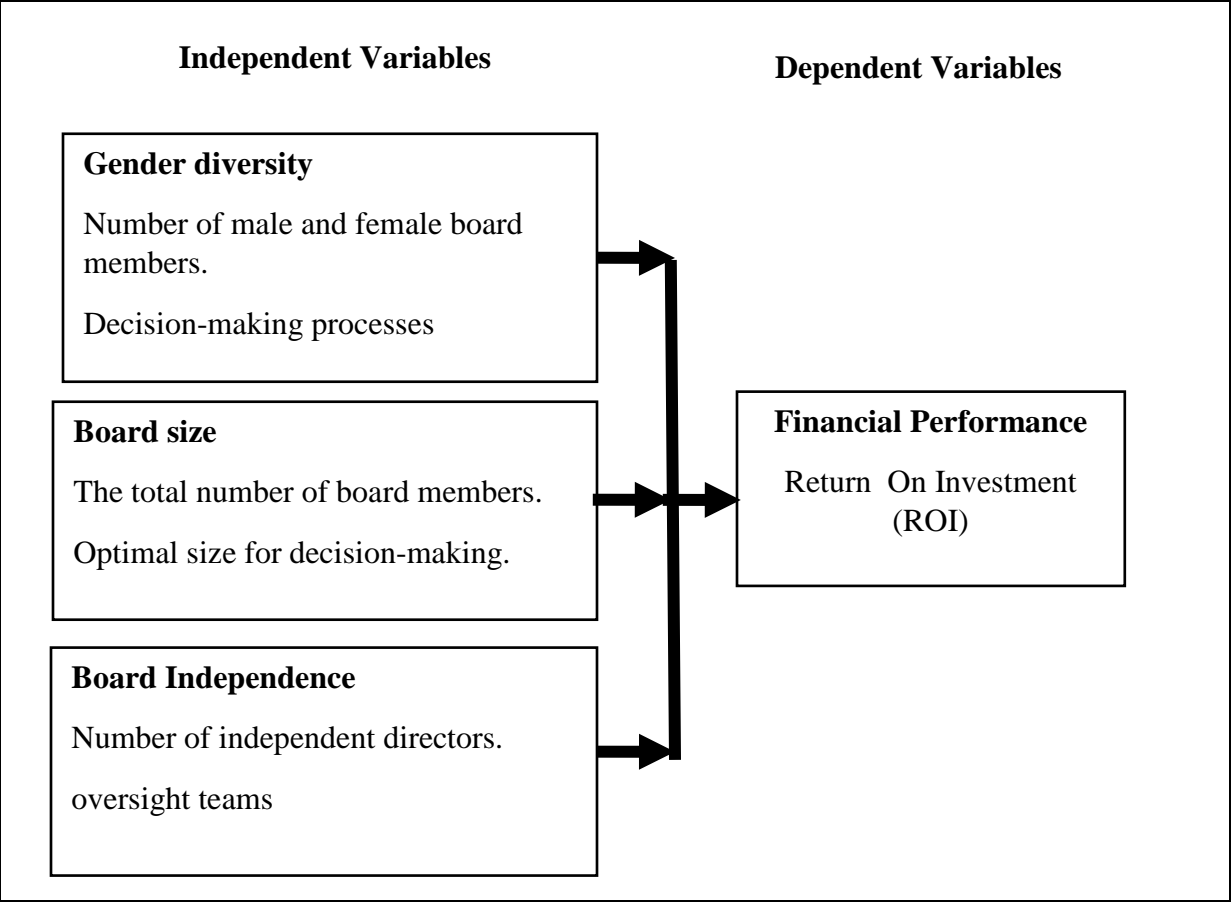 Independent Variables
Dependent Variables
Gender diversity
Number of male and female board
members.
Decision-making processes
Board size
The total number of board members.
Optimal size for decision-making.
Board Independence
Number of independent directors.
oversight teams
Financial Performance
Return  On Investment
(ROI)